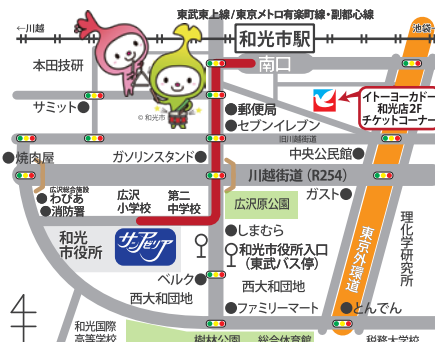 東武東上線/東京メトロ有楽町線・副都心線
←川越
和光市駅
池袋→
本田技研
南口
© 和光市
サミット
郵便局
セブンイレブン
イトーヨーカドー
和光店2F
チケットコーナー
旧川越街道
焼肉屋
ガソリンスタンド
中央公民館
川越街道(R254)
広沢総合施設
わぴあ
消防署
広沢
小学校
第二
中学校
広沢原公園
ガスト
和光
市役所
サンアゼリア
しまむら
和光市役所入口
(東武バス停)
東京外環道
理化学研究所
ベルク
西大和団地
西大和団地
ファミリーマート
とんでん
4
和光国際
高等学校
樹林公園
総合体育館
税務大学校